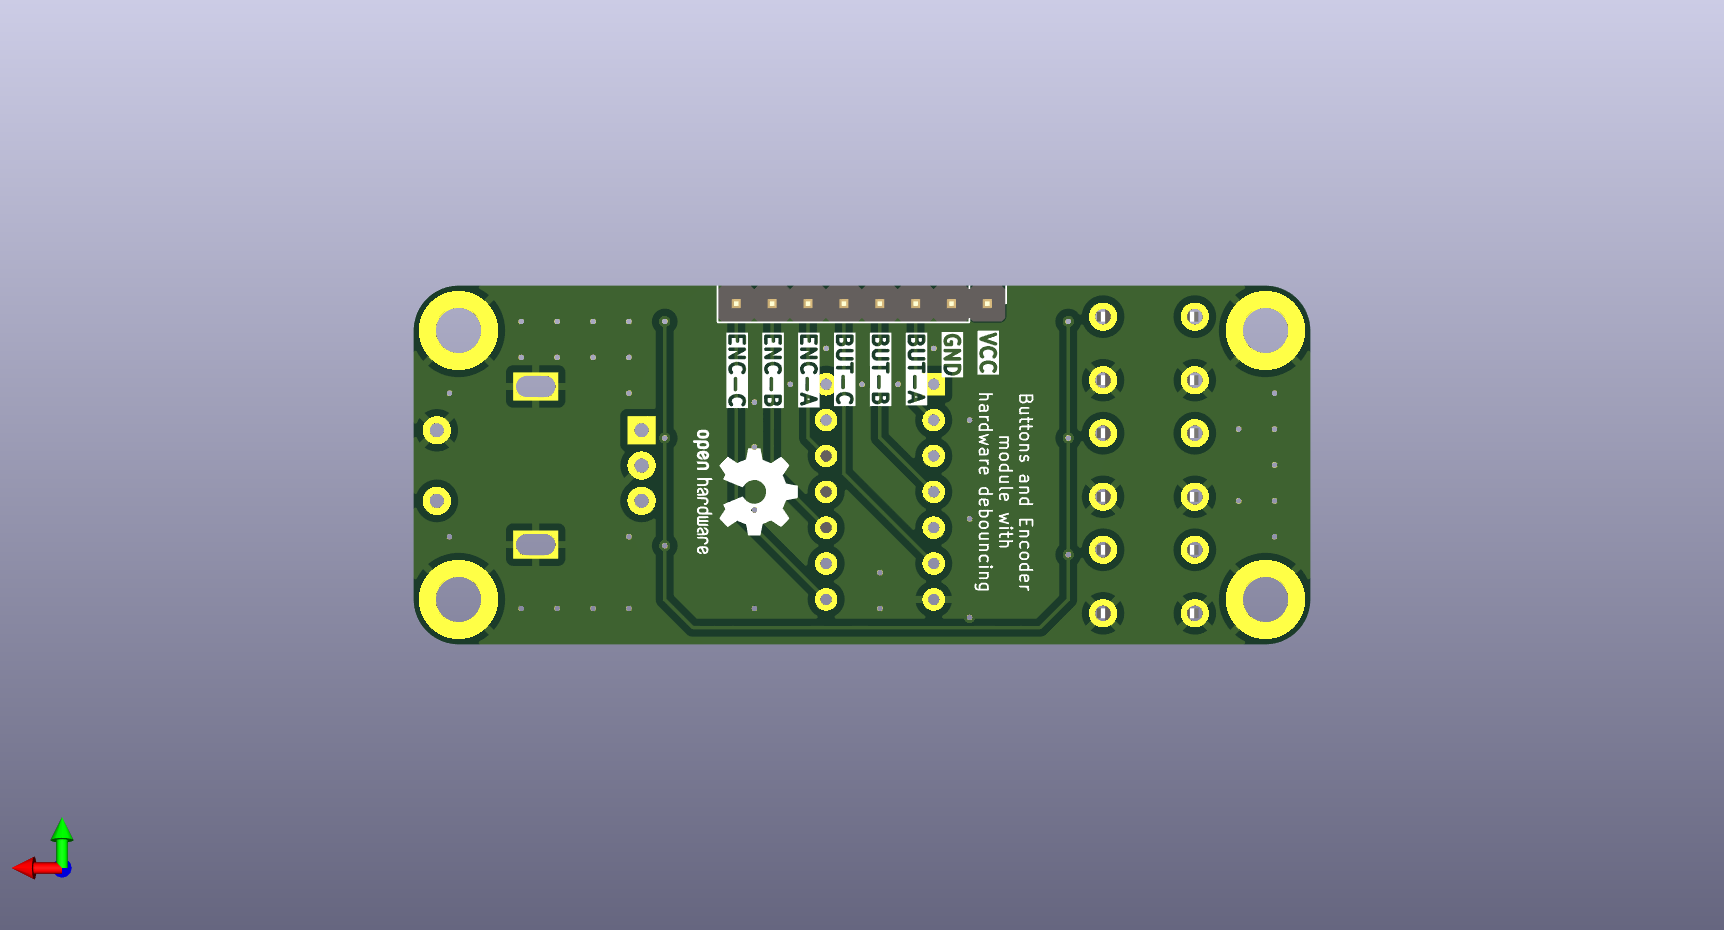 ENC-C
ENC-B
ENC-A
BUT-C
BUT-B
BUT-A
GND
VCC
Buttons and Encoder
module with
hardware debouncing
open hardware